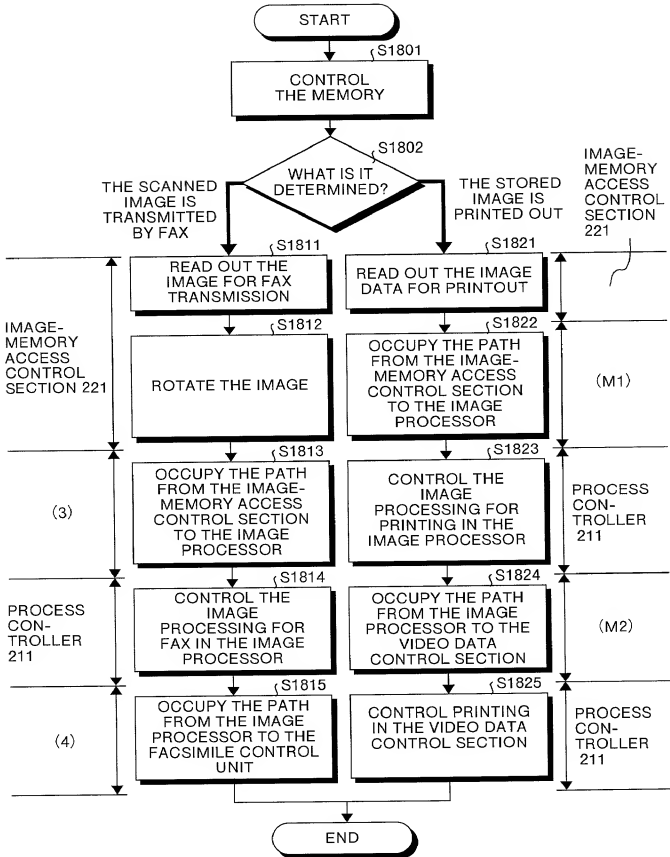 START
S1801
CONTROL
THE MEMORY
S1802
WHAT IS IT
DETERMINED?
THE SCANNED
IMAGE IS
TRANSMITTED
BY FAX
THE STORED
IMAGE IS
PRINTED OUT
IMAGE-
MEMORY
ACCESS
CONTROL
SECTION
221
S1811
READ OUT THE
IMAGE FOR FAX
TRANSMISSION
S1821
READ OUT THE IMAGE
DATA FOR PRINTOUT
IMAGE-
MEMORY
ACCESS
CONTROL
SECTION 221
S1812
ROTATE THE IMAGE
S1822
OCCUPY THE PATH
FROM THE IMAGE-
MEMORY ACCESS
CONTROL SECTION
TO THE IMAGE
PROCESSOR
(M1)
(3)
S1813
OCCUPY THE PATH
FROM THE IMAGE-
MEMORY ACCESS
CONTROL SECTION
TO THE IMAGE
PROCESSOR
S1823
CONTROL THE
IMAGE
PROCESSING FOR
PRINTING IN THE
IMAGE PROCESSOR
PROCESS
CON-
TROLLER
211
PROCESS
CON-
TROLLER
211
S1814
CONTROL THE
IMAGE
PROCESSING FOR
FAX IN THE IMAGE
PROCESSOR
S1824
OCCUPY THE PATH
FROM THE IMAGE
PROCESSOR TO THE
VIDEO DATA
CONTROL SECTION
(M2)
(4)
S1815
OCCUPY THE PATH
FROM THE IMAGE
PROCESSOR TO THE
FACSIMILE CONTROL
UNIT
S1825
CONTROL PRINTING
IN THE VIDEO DATA
CONTROL SECTION
PROCESS
CON-
TROLLER
211
END